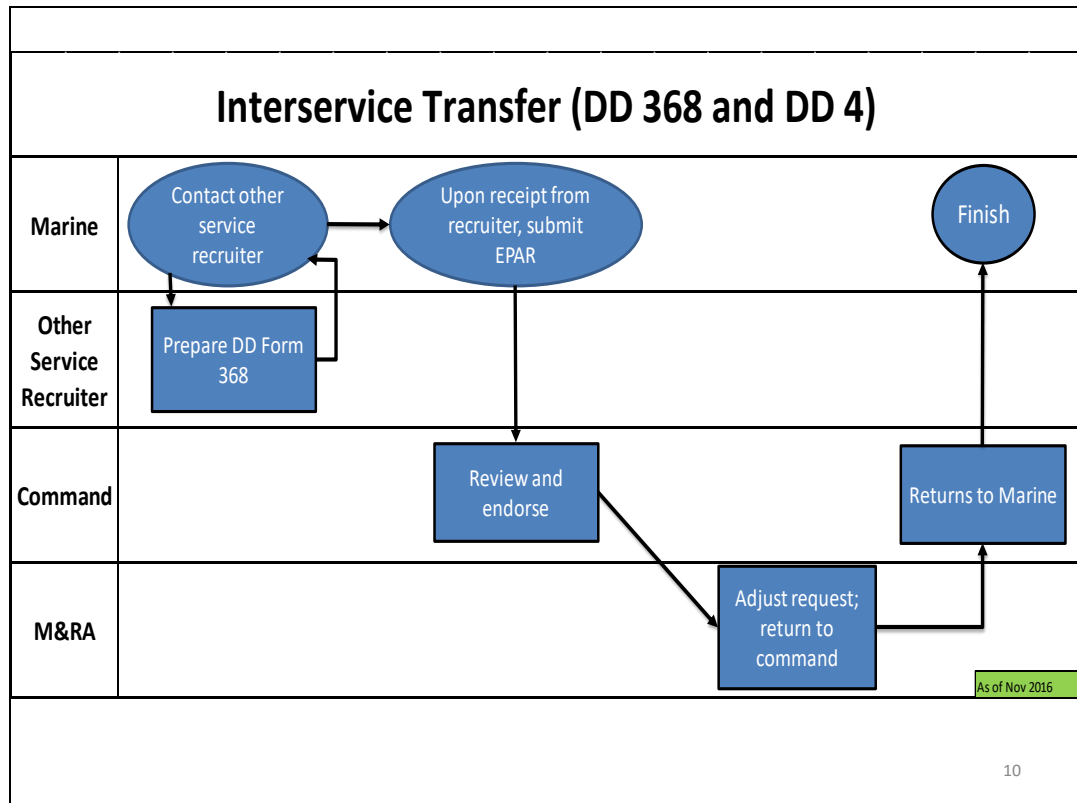 Interservice Transfer (DD 368 and DD 4)
Marine
Contact other
service
recruiter
Upon receipt from
recruiter, submit
EPAR
Finish
Other
Service
Recruiter
Prepare DD Form
368
Command
Review and
endorse
Returns to Marine
M&RA
Adjust request;
return to
command
As of Nov 2016
10